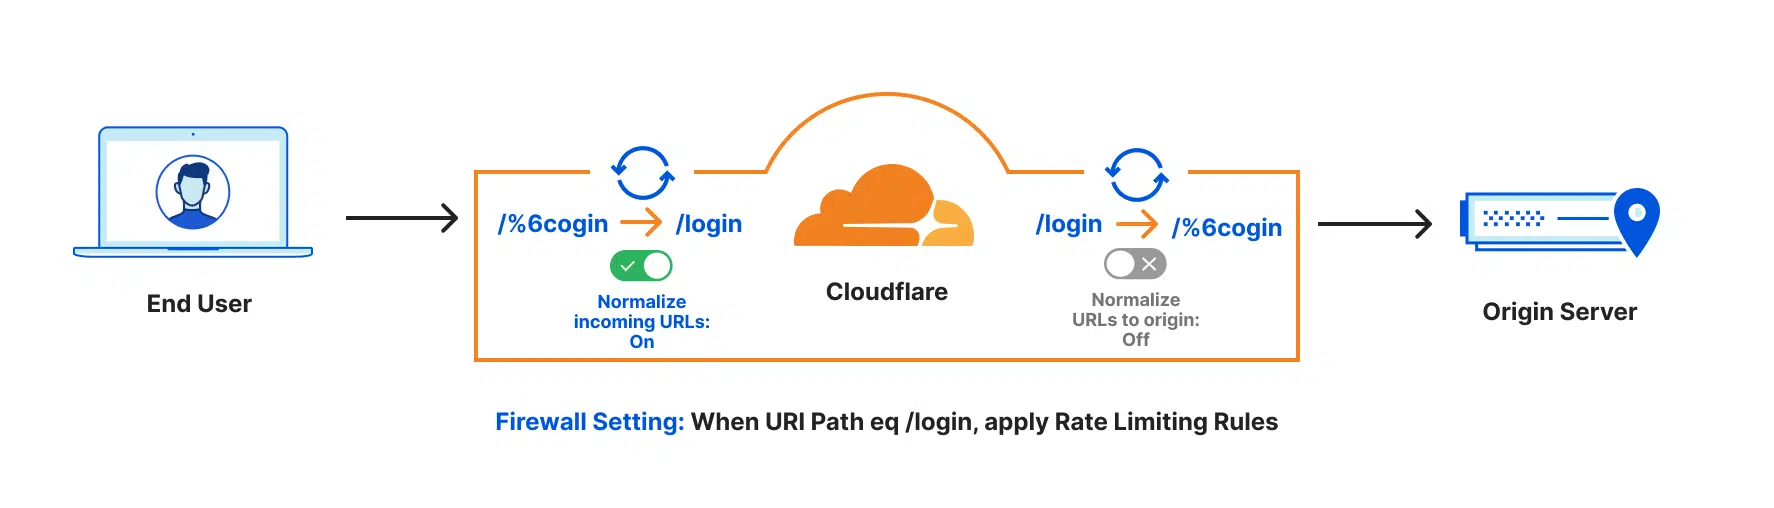 End User
/%6cogin
/login
Normalize
incoming URLs:
On
Cloudflare
/login
/%6cogin
Normalize
URLs to origin:
Off
Origin Server
Firewall Setting: When URI Path eq /login, apply Rate Limiting Rules